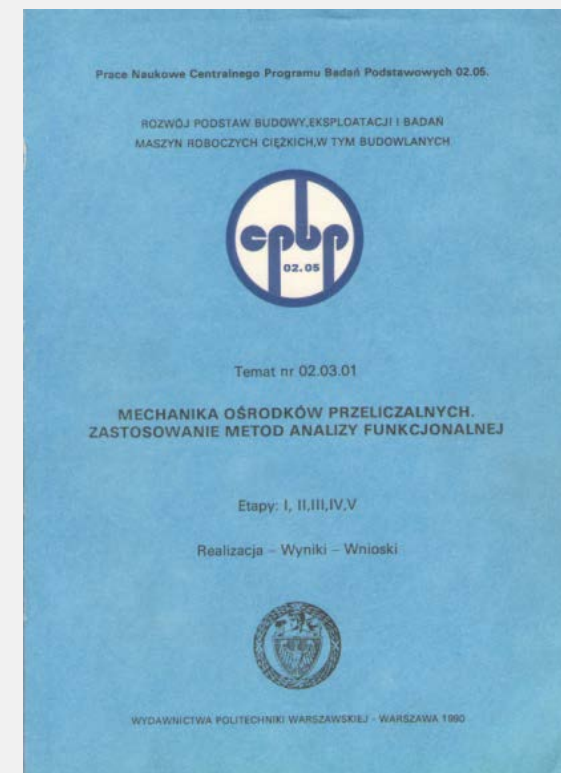 Prace Naukowe Centralnego Programu Badań Podstawowych 02.05.
ROZWÓJ PODSTAW BUDOWY,EKSPLOATACJI I BADAŃ
MASZYN ROBOCZYCH CIĘŻKICH,W TYM BUDOWLANYCH
cpbp
02.05
Temat nr 02.03.01
MECHANIKA OŚRODKÓW PRZELICZALNYCH.
ZASTOSOWANIE METOD ANALIZY FUNKCJONALNEJ
Etapy: I, II,III,IV,V
Realizacja – Wyniki – Wnioski
WYDAWNICTWA POLITECHNIKI WARSZAWSKIEJ - WARSZAWA 1990